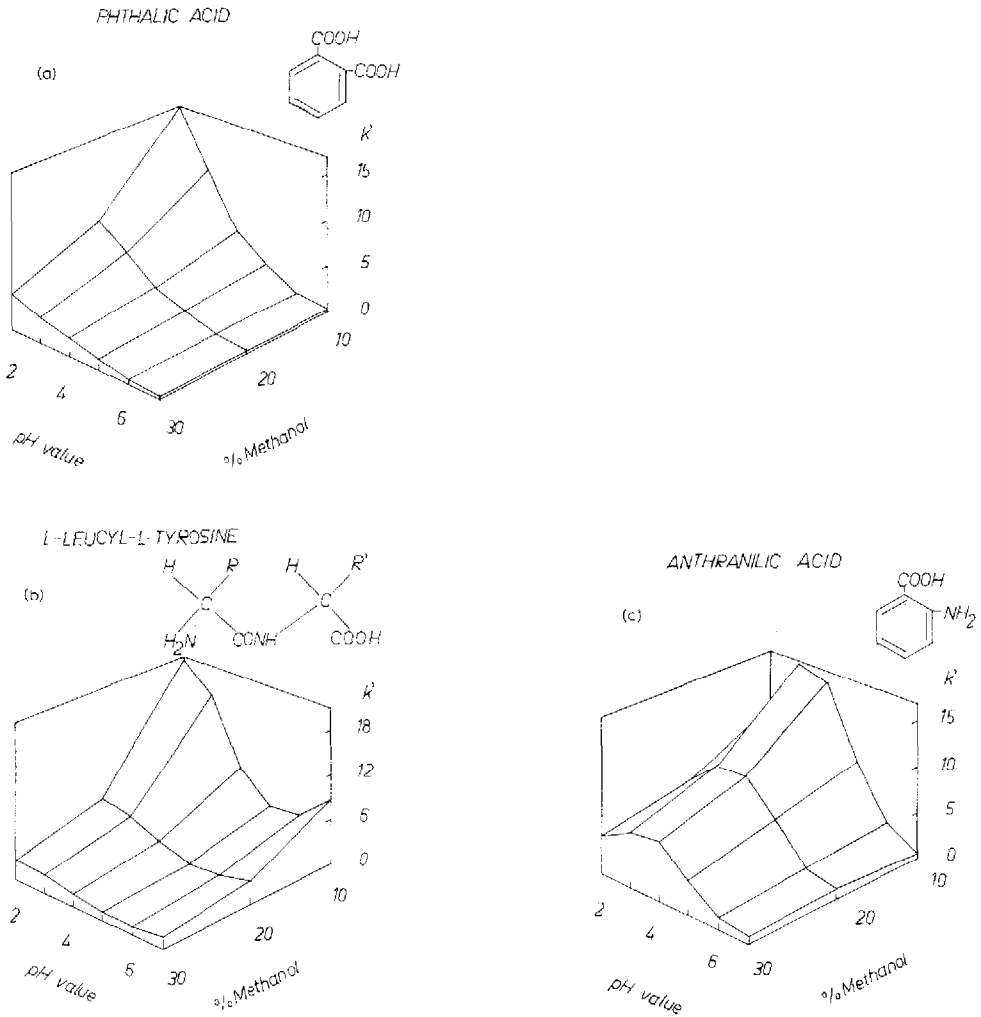 PHTHALIC ACID
(a)
COOH
COOH
k'
15
10
5
0
2
4
6
30
20
10
pH value
% Methanol
L-LEUCYL-L-TYROSINE
(b)
H R H R'
C C
H2N CONH COOH
k'
18
12
6
0
2
4
6
30
20
10
pH value
% Methanol
ANTHRANILIC ACID
(c)
COOH
NH2
k'
15
10
5
0
2
4
6
30
20
10
pH value
% Methanol